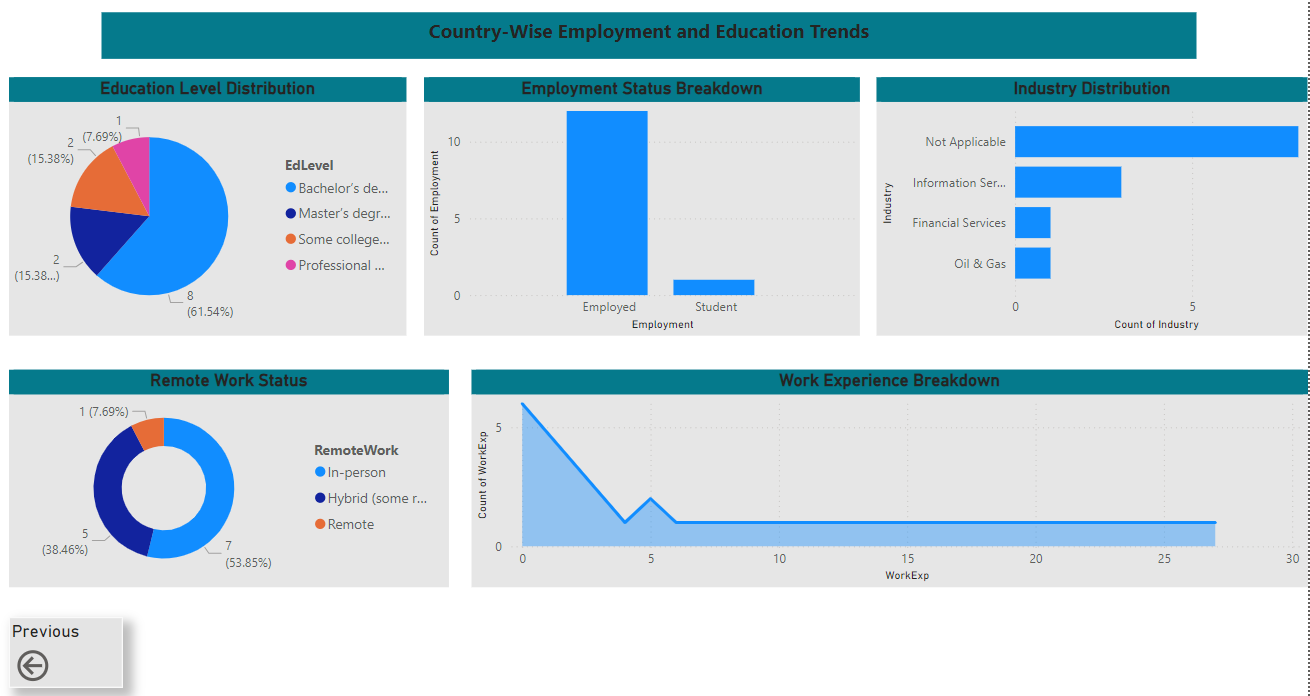 Country-Wise Employment and Education Trends
Education Level Distribution
1
(7.69%)
2
(15.38%)
2
(15.38...)
8
(61.54%)
EdLevel
Bachelor's de...
Master's degr...
Some college...
Professional ...
Employment Status Breakdown
Count of Employment
10
5
0
Employed
Student
Employment
Industry Distribution
Industry
Not Applicable
Information Ser...
Financial Services
Oil & Gas
0
5
Count of Industry
Remote Work Status
1 (7.69%)
5
(38.46%)
7
(53.85%)
RemoteWork
In-person
Hybrid (some r...
Remote
Work Experience Breakdown
Count of WorkExp
5
0
0
5
10
15
20
25
30
WorkExp
Previous